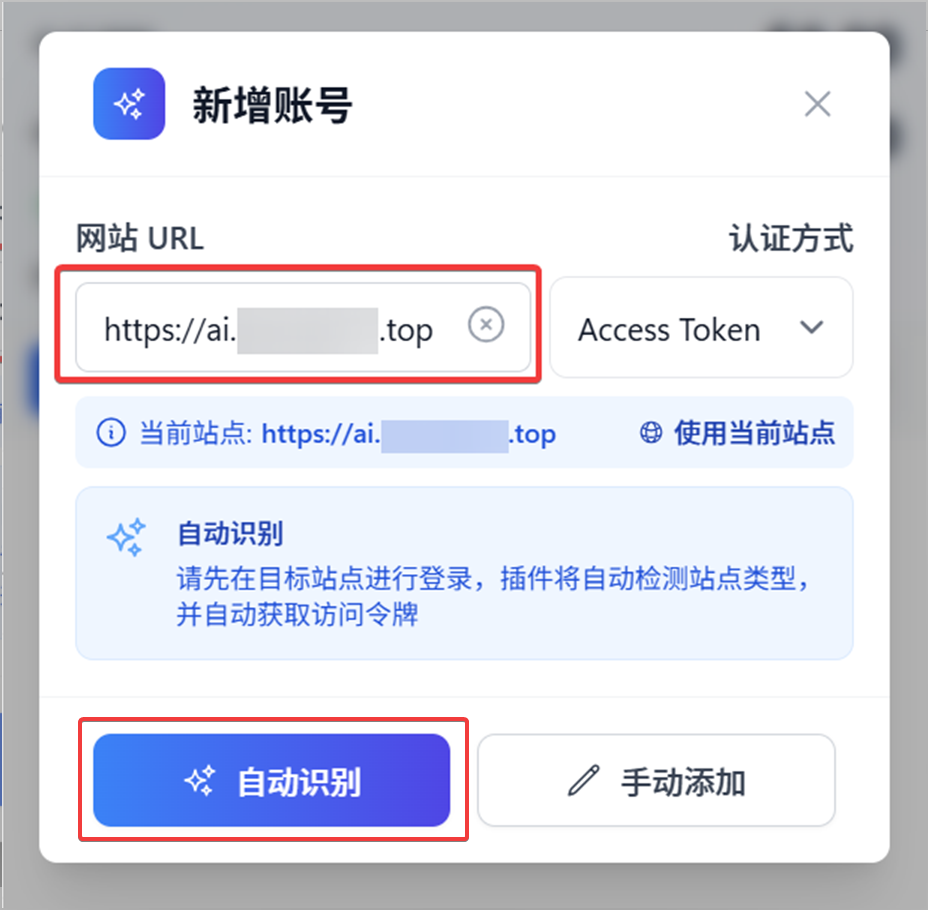 新增账号
网站 URL
认证方式
https://ai. .top
Access Token
当前站点: https://ai. .top
使用当前站点
自动识别
请先在目标站点进行登录，插件将自动检测站点类型，
并自动获取访问令牌
自动识别
手动添加